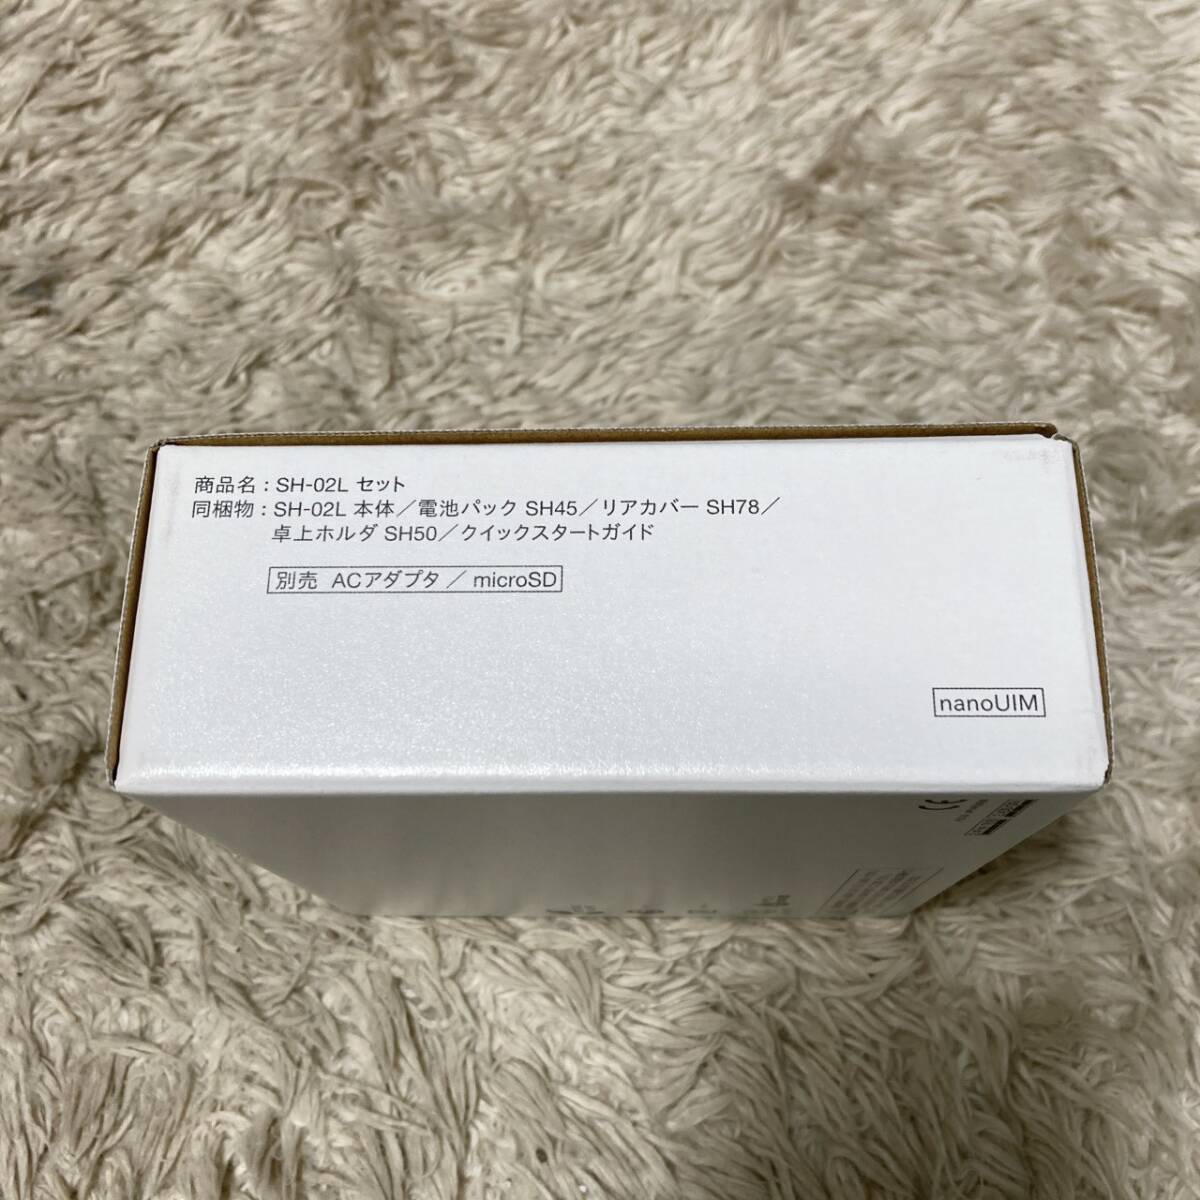 商品名：SH-02L セット
同梱物：SH-02L 本体／電池パック SH45／リアカバー SH78／
卓上ホルダ SH50／クイックスタートガイド
別売 ACアダプタ ／ microSD
nanoUIM
CE